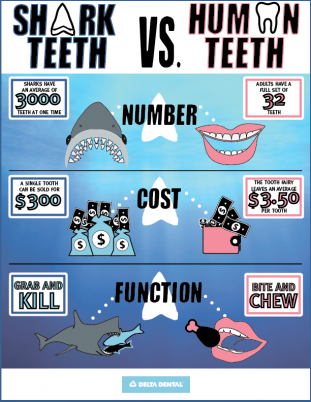 SHARK TEETH
VS.
HUMAN TEETH
SHARKS HAVE
AN AVERAGE OF
3000
TEETH AT ONE TIME
NUMBER
ADULTS HAVE A
FULL SET OF
32
TEETH
A SINGLE TOOTH
CAN BE SOLD FOR
$300
COST
THE TOOTH FAIRY
LEAVES AN AVERAGE
$3.50
PER TOOTH
$ $ $ $ $
GRAB AND
KILL
FUNCTION
BITE AND
CHEW
DELTA DENTAL